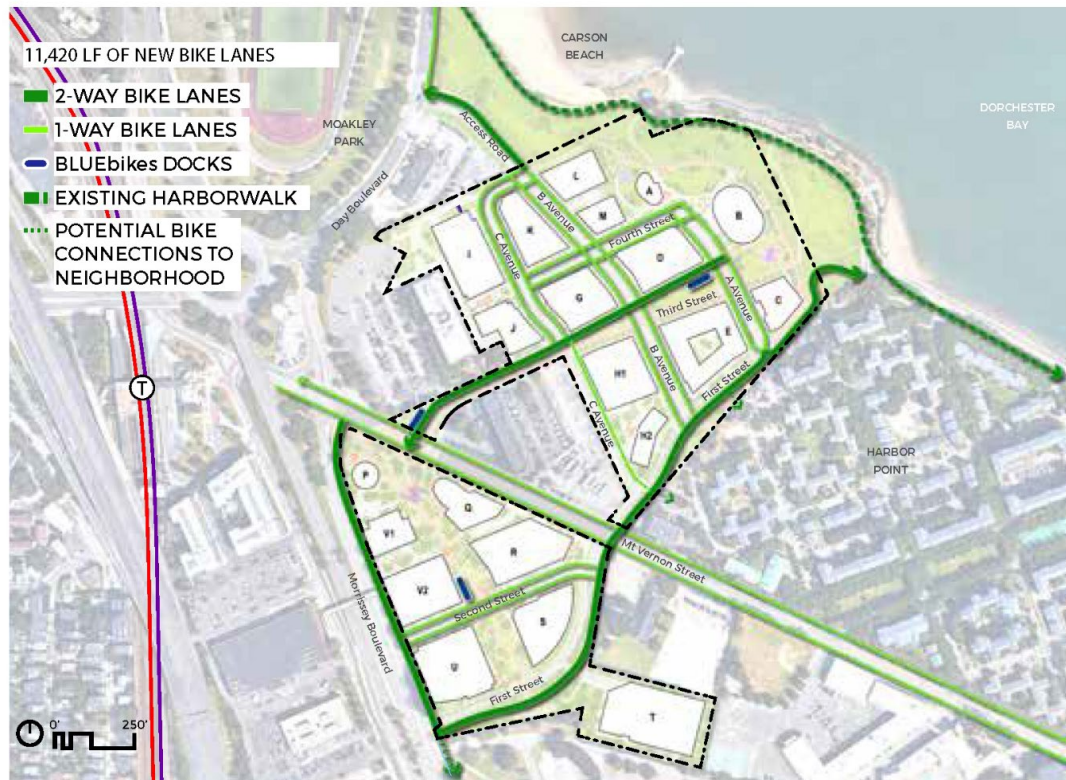 11,420 LF OF NEW BIKE LANES
2-WAY BIKE LANES
1-WAY BIKE LANES
BLUEbikes DOCKS
EXISTING HARBORWALK
POTENTIAL BIKE
CONNECTIONS TO
NEIGHBORHOOD
CARSON
BEACH
DORCHESTER
BAY
MOAKLEY
PARK
Access Road
Day Boulevard
L
A
B
M
K
B Avenue
Fourth Street
I
C Avenue
D
G
A Avenue
Third Street
C
J
E
B Avenue
H1
First Street
C Avenue
H2
HARBOR
POINT
T
P
Q
V1
R
Mt Vernon Street
V2
Second Street
S
Morrissey Boulevard
U
First Street
T
0'
250'